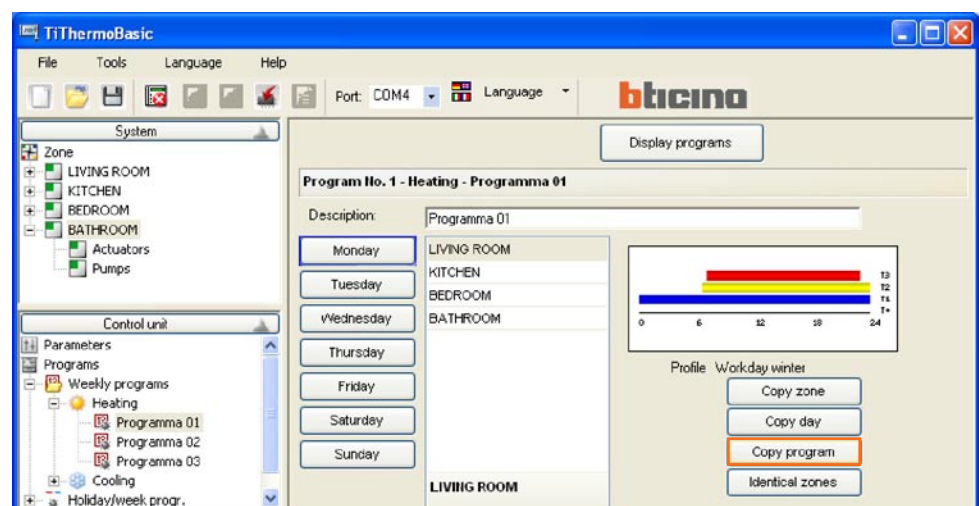 TiThermoBasic
File Tools Language Help
Port: COM4 Language
bticino
System
Zone
LIVING ROOM
KITCHEN
BEDROOM
BATHROOM
Actuators
Pumps
Control unit
Parameters
Programs
Weekly programs
Heating
Programma 01
Programma 02
Programma 03
Cooling
Holiday/week progr.
Display programs
Program No. 1 - Heating - Programma 01
Description: Programma 01
Monday
Tuesday
Wednesday
Thursday
Friday
Saturday
Sunday
LIVING ROOM
KITCHEN
BEDROOM
BATHROOM
LIVING ROOM
T3
T2
T1
T*
0 6 12 18 24
Profile Workday winter
Copy zone
Copy day
Copy program
Identical zones